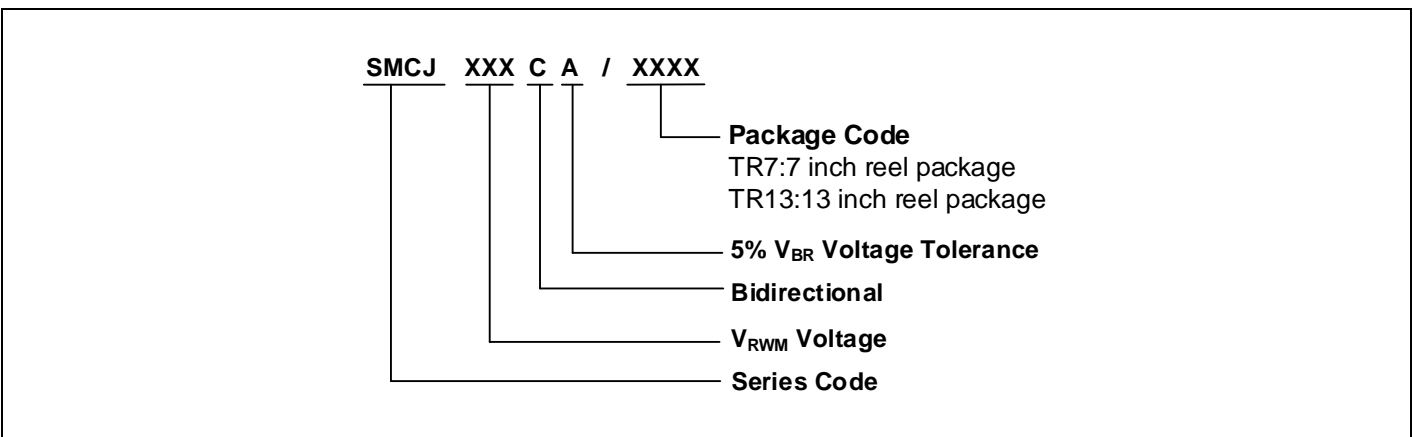 SMCJ XXX C A / XXXX
Package Code
TR7:7 inch reel package
TR13:13 inch reel package
5% VBR Voltage Tolerance
Bidirectional
VRWM Voltage
Series Code